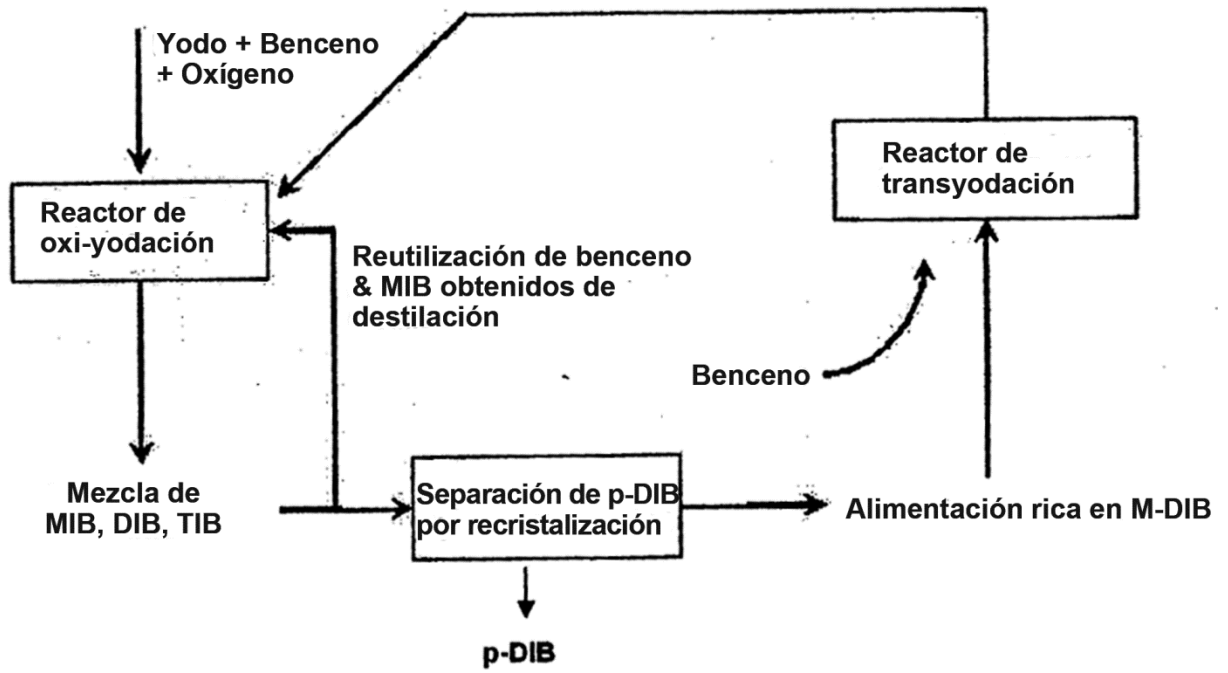 Yodo + Benceno
+ Oxígeno
Reactor de
oxi-yodación
Reactor de
transyodación
Reutilización de benceno
& MIB obtenidos de
destilación
Benceno
Mezcla de
MIB, DIB, TIB
Separación de p-DIB
por recristalización
Alimentación rica en M-DIB
p-DIB